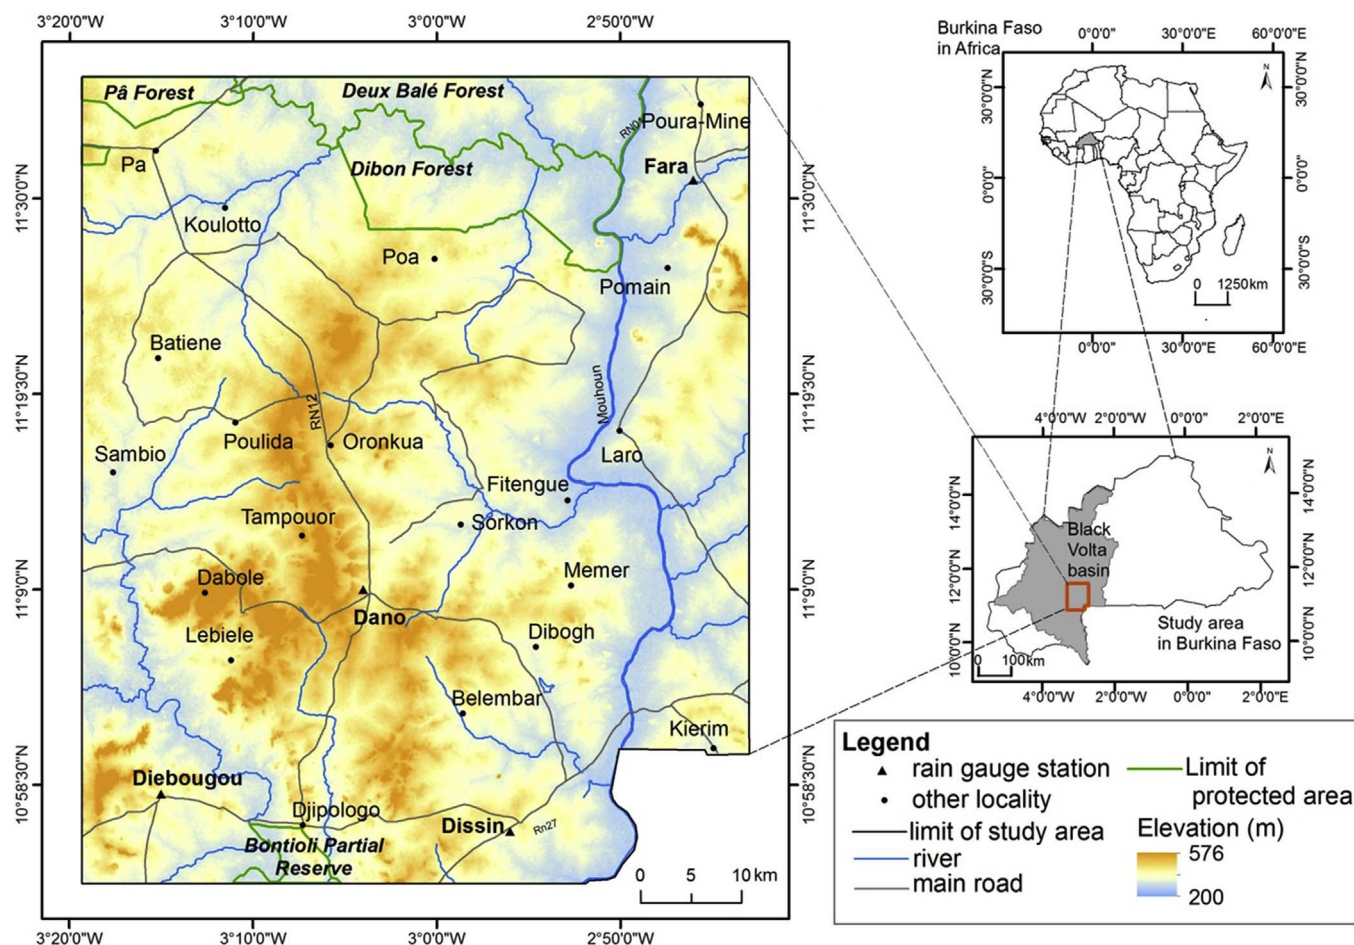 3°20'0"W
3°10'0"W
3°0'0"W
2°50'0"W
11°30'0"N
11°19'30"N
11°9'0"N
10°58'30"N
Pâ Forest
Deux Balé Forest
RN01
Poura-Mine
Pa
Dibon Forest
Fara
Koulotto
Poa
Pomain
Batiene
Mouhoun
RN12
Poulida
Oronkua
Laro
Sambio
Fitengue
Tampouor
Sorkon
Dabole
Memer
Dano
Lebiele
Dibogh
Belembar
Kierim
Diebougou
Djipologo
Dissin
Rn27
Bontioli Partial
Reserve
0 5 10 km
11°30'0"N
11°19'30"N
11°9'0"N
10°58'30"N
3°20'0"W
3°10'0"W
3°0'0"W
2°50'0"W
Burkina Faso
in Africa
0°0'0"
30°0'0"E
60°0'0"E
N
30°0'0"N
0°0'0"N
30°0'0"S
30°0'0"N
0°0'0"N
30°0'0"S
0 1250 km
0°0'0"
30°0'0"E
60°0'0"E
4°0'0"W
2°0'0"W
0°0'0"
2°0'0"E
N
14°0'0"N
12°0'0"N
10°0'0"N
14°0'0"N
12°0'0"N
10°0'0"N
Black
Volta
basin
Study area
in Burkina Faso
0 100 km
4°0'0"W
2°0'0"W
0°0'0"
2°0'0"E
Legend
rain gauge station
other locality
limit of study area
river
main road
Limit of
protected area
Elevation (m)
576
200